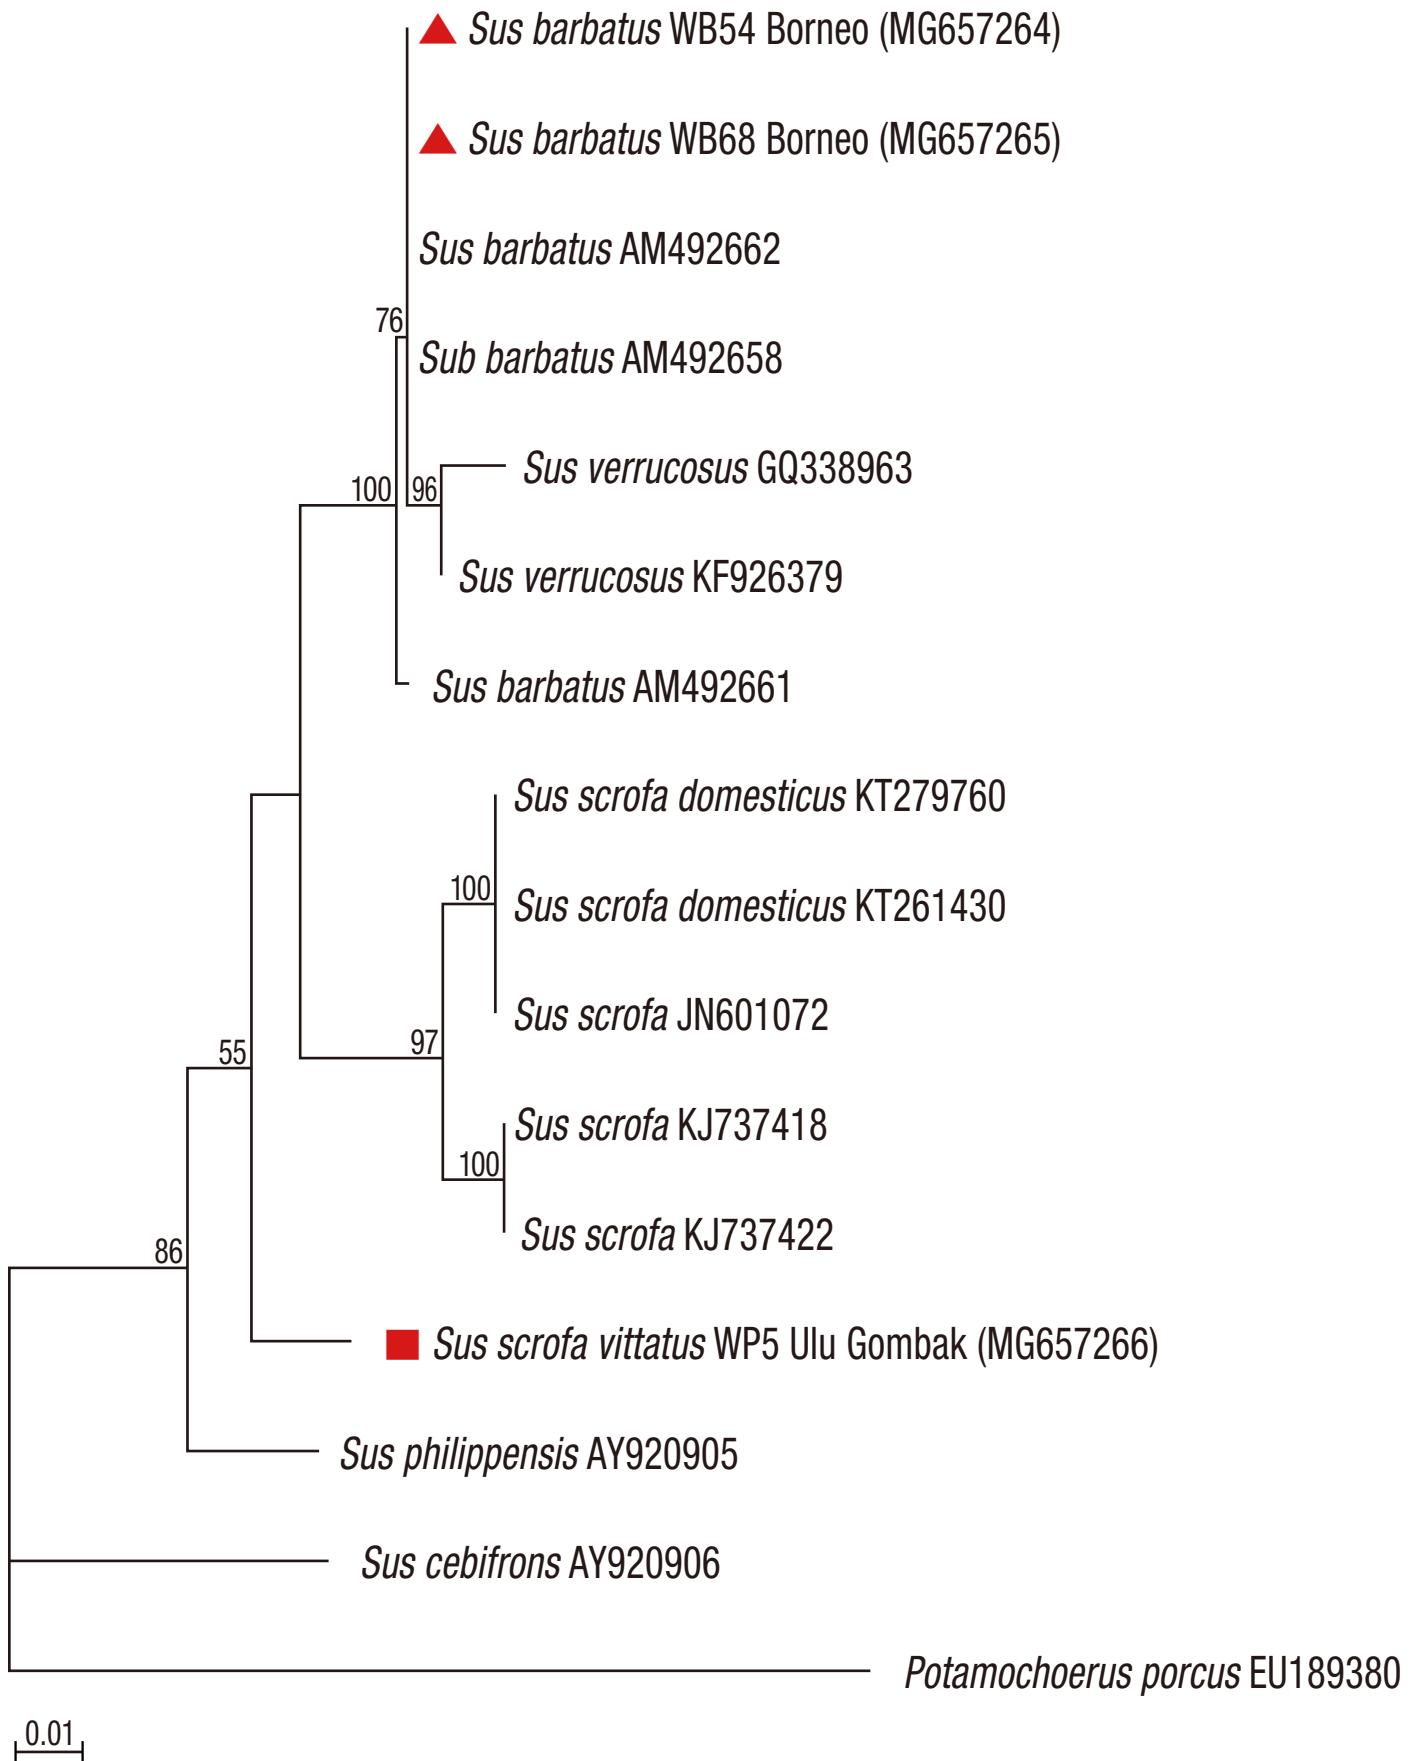 Sus barbatus WB54 Borneo (MG657264)
Sus barbatus WB68 Borneo (MG657265)
Sus barbatus AM492662
76
Sub barbatus AM492658
Sus verrucosus GQ338963
100
96
Sus verrucosus KF926379
Sus barbatus AM492661
Sus scrofa domesticus KT279760
100
Sus scrofa domesticus KT261430
Sus scrofa JN601072
97
55
Sus scrofa KJ737418
100
Sus scrofa KJ737422
86
Sus scrofa vittatus WP5 Ulu Gombak (MG657266)
Sus philippensis AY920905
Sus cebifrons AY920906
Potamochoerus porcus EU189380
0.01